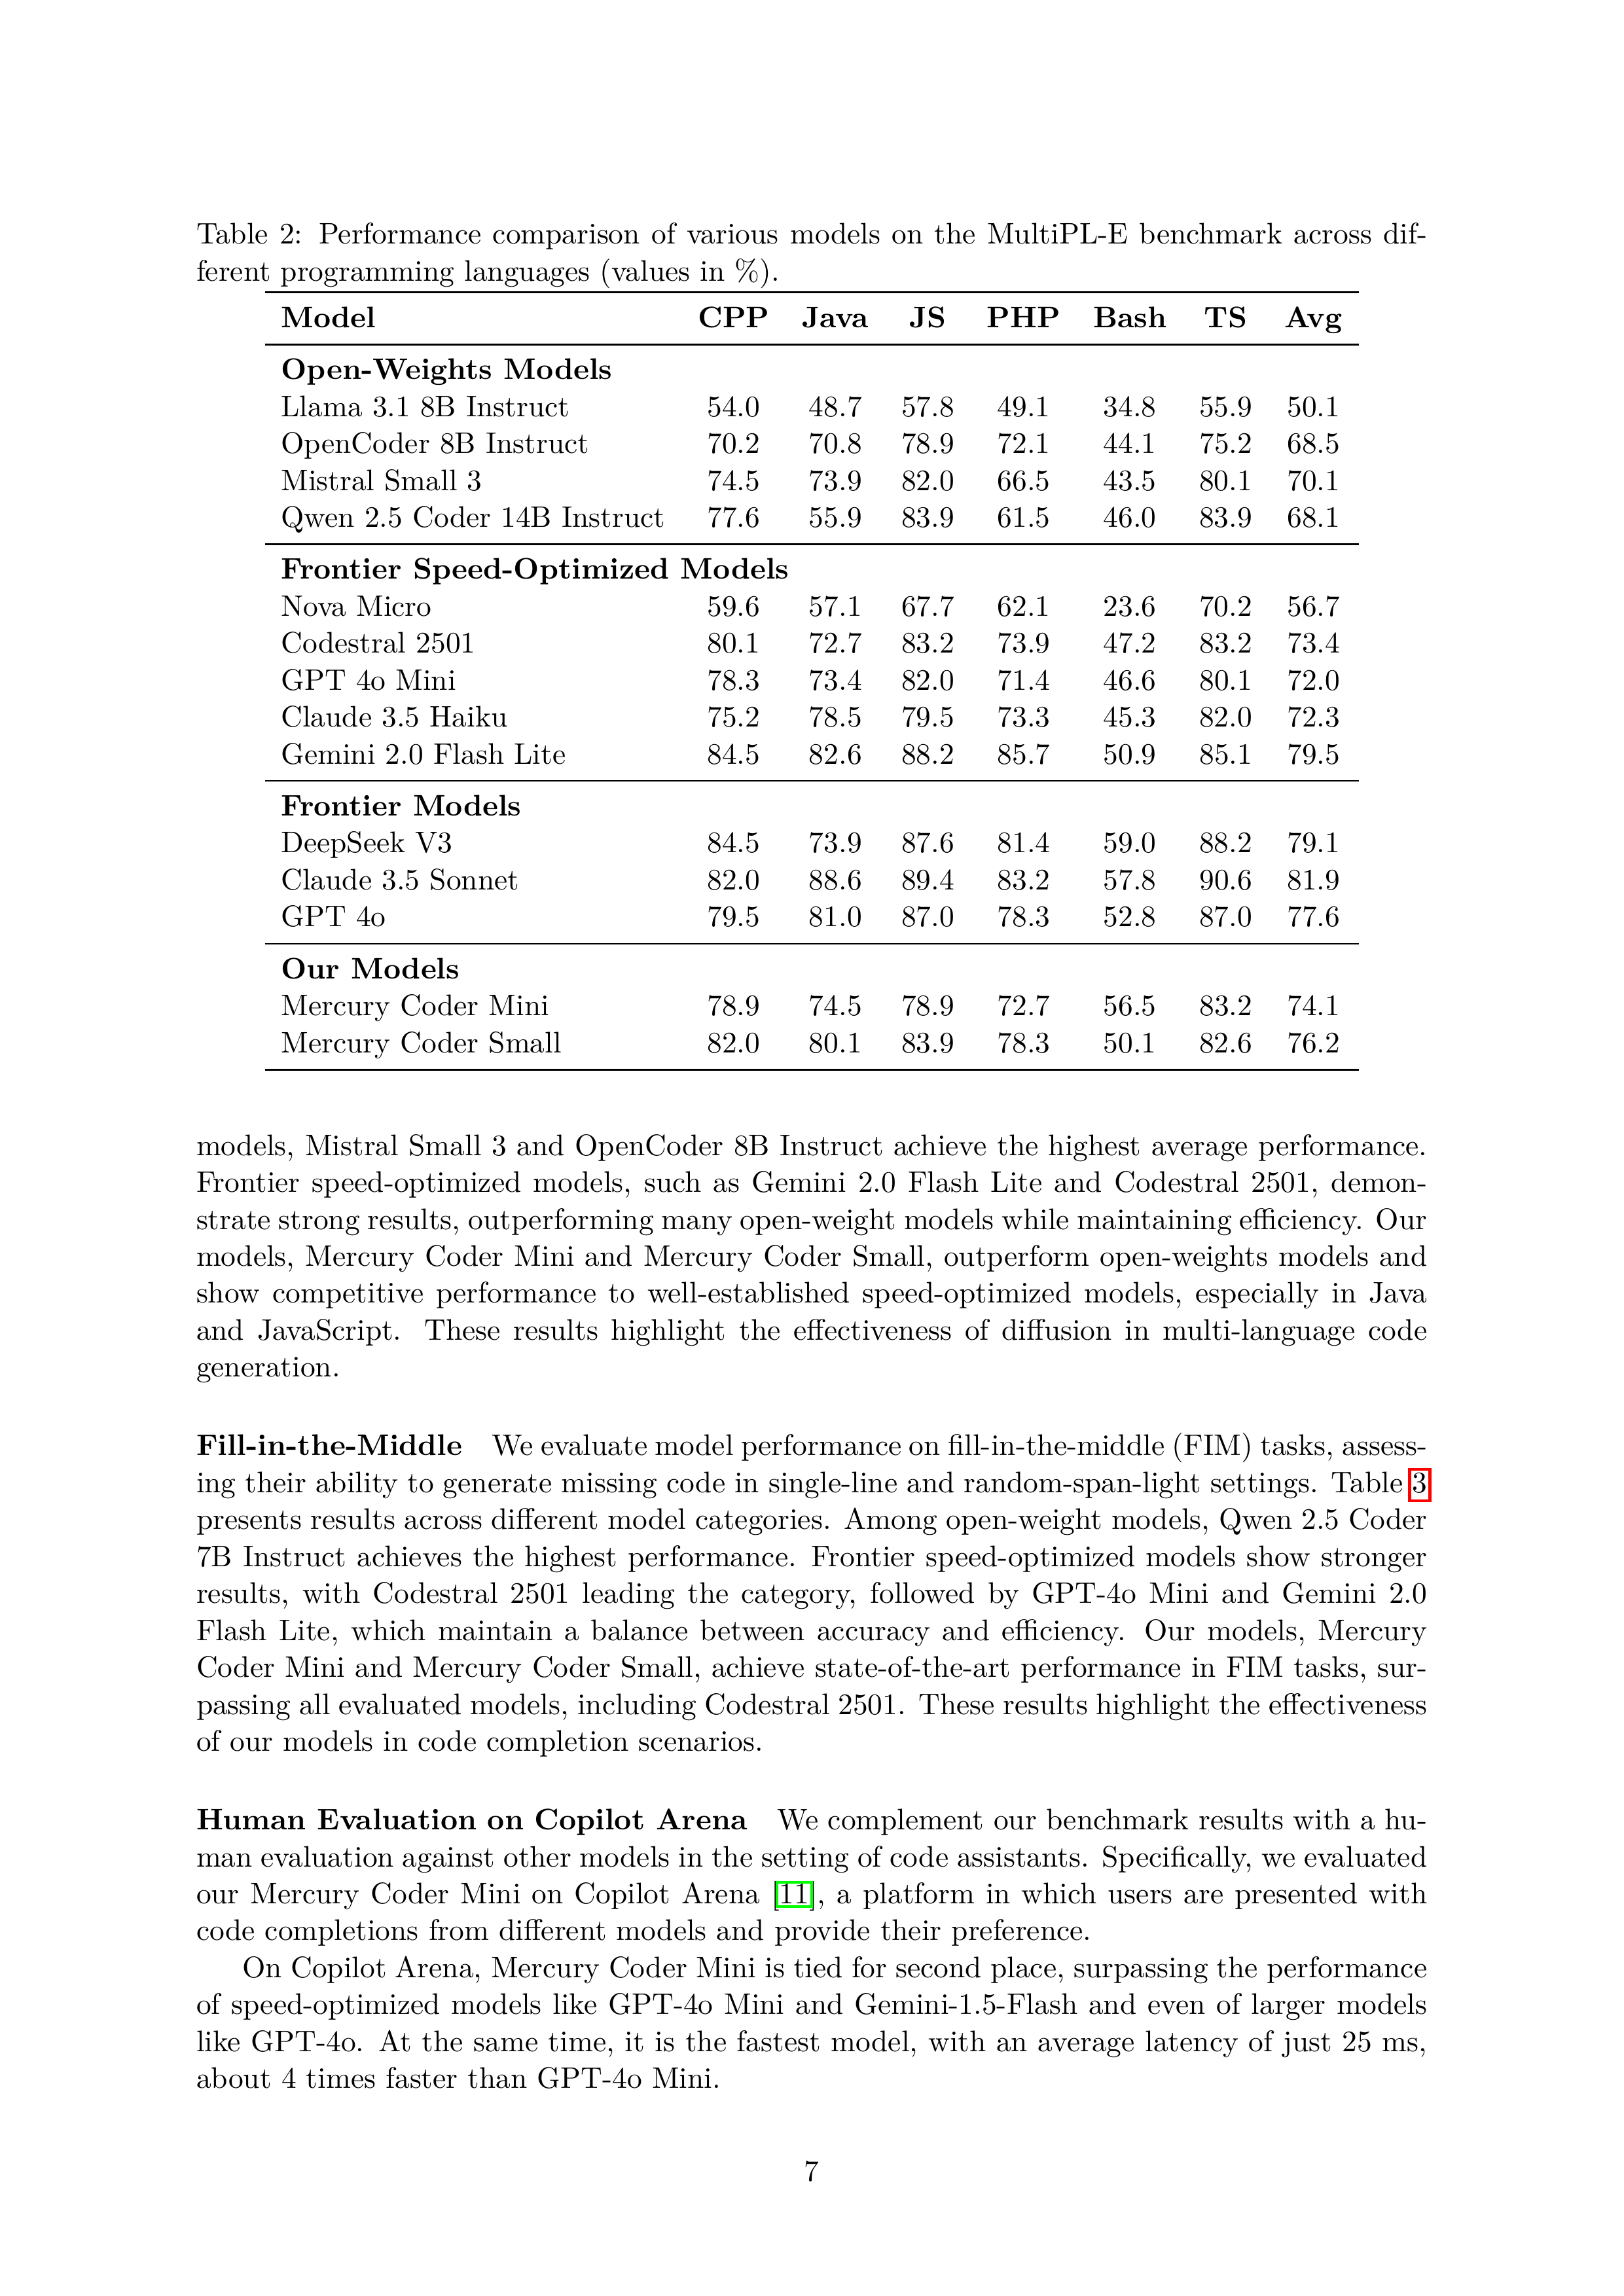 Table 2: Performance comparison of various models on the MultiPL-E benchmark across dif-
ferent programming languages (values in %).
Model CPP Java JS PHP Bash TS Avg
Open-Weights Models
Llama 3.1 8B Instruct 54.0 48.7 57.8 49.1 34.8 55.9 50.1
OpenCoder 8B Instruct 70.2 70.8 78.9 72.1 44.1 75.2 68.5
Mistral Small 3 74.5 73.9 82.0 66.5 43.5 80.1 70.1
Qwen 2.5 Coder 14B Instruct 77.6 55.9 83.9 61.5 46.0 83.9 68.1
Frontier Speed-Optimized Models
Nova Micro 59.6 57.1 67.7 62.1 23.6 70.2 56.7
Codestral 2501 80.1 72.7 83.2 73.9 47.2 83.2 73.4
GPT 4o Mini 78.3 73.4 82.0 71.4 46.6 80.1 72.0
Claude 3.5 Haiku 75.2 78.5 79.5 73.3 45.3 82.0 72.3
Gemini 2.0 Flash Lite 84.5 82.6 88.2 85.7 50.9 85.1 79.5
Frontier Models
DeepSeek V3 84.5 73.9 87.6 81.4 59.0 88.2 79.1
Claude 3.5 Sonnet 82.0 88.6 89.4 83.2 57.8 90.6 81.9
GPT 4o 79.5 81.0 87.0 78.3 52.8 87.0 77.6
Our Models
Mercury Coder Mini 78.9 74.5 78.9 72.7 56.5 83.2 74.1
Mercury Coder Small 82.0 80.1 83.9 78.3 50.1 82.6 76.2
models, Mistral Small 3 and OpenCoder 8B Instruct achieve the highest average performance.
Frontier speed-optimized models, such as Gemini 2.0 Flash Lite and Codestral 2501, demon-
strate strong results, outperforming many open-weight models while maintaining efficiency. Our
models, Mercury Coder Mini and Mercury Coder Small, outperform open-weights models and
show competitive performance to well-established speed-optimized models, especially in Java
and JavaScript. These results highlight the effectiveness of diffusion in multi-language code
generation.
Fill-in-the-Middle We evaluate model performance on fill-in-the-middle (FIM) tasks, assess-
ing their ability to generate missing code in single-line and random-span-light settings. Table 3
presents results across different model categories. Among open-weight models, Qwen 2.5 Coder
7B Instruct achieves the highest performance. Frontier speed-optimized models show stronger
results, with Codestral 2501 leading the category, followed by GPT-4o Mini and Gemini 2.0
Flash Lite, which maintain a balance between accuracy and efficiency. Our models, Mercury
Coder Mini and Mercury Coder Small, achieve state-of-the-art performance in FIM tasks, sur-
passing all evaluated models, including Codestral 2501. These results highlight the effectiveness
of our models in code completion scenarios.
Human Evaluation on Copilot Arena We complement our benchmark results with a hu-
man evaluation against other models in the setting of code assistants. Specifically, we evaluated
our Mercury Coder Mini on Copilot Arena [11], a platform in which users are presented with
code completions from different models and provide their preference.
On Copilot Arena, Mercury Coder Mini is tied for second place, surpassing the performance
of speed-optimized models like GPT-4o Mini and Gemini-1.5-Flash and even of larger models
like GPT-4o. At the same time, it is the fastest model, with an average latency of just 25 ms,
about 4 times faster than GPT-4o Mini.
7